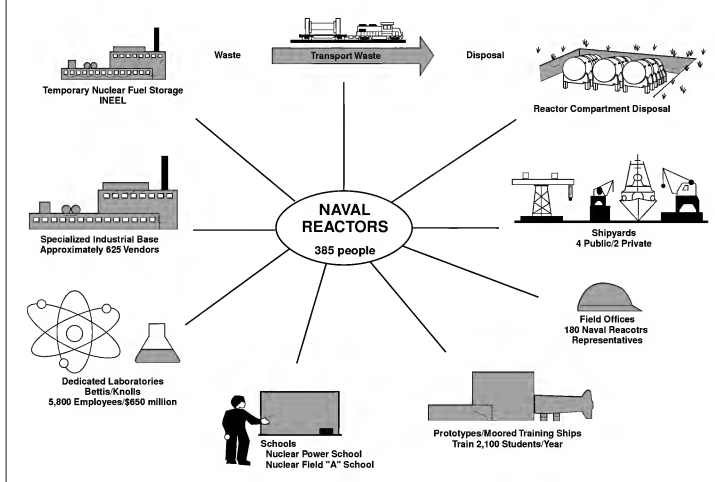 Waste
Transport Waste
Disposal
Temporary Nuclear Fuel Storage
INEEL
Reactor Compartment Disposal
NAVAL
REACTORS
385 people
Specialized Industrial Base
Approximately 625 Vendors
Shipyards
4 Public/2 Private
Field Offices
180 Naval Reacotrs
Representatives
Dedicated Laboratories
Bettis/Knolls
5,800 Employees/$650 million
Prototypes/Moored Training Ships
Train 2,100 Students/Year
Schools
Nuclear Power School
Nuclear Field "A" School